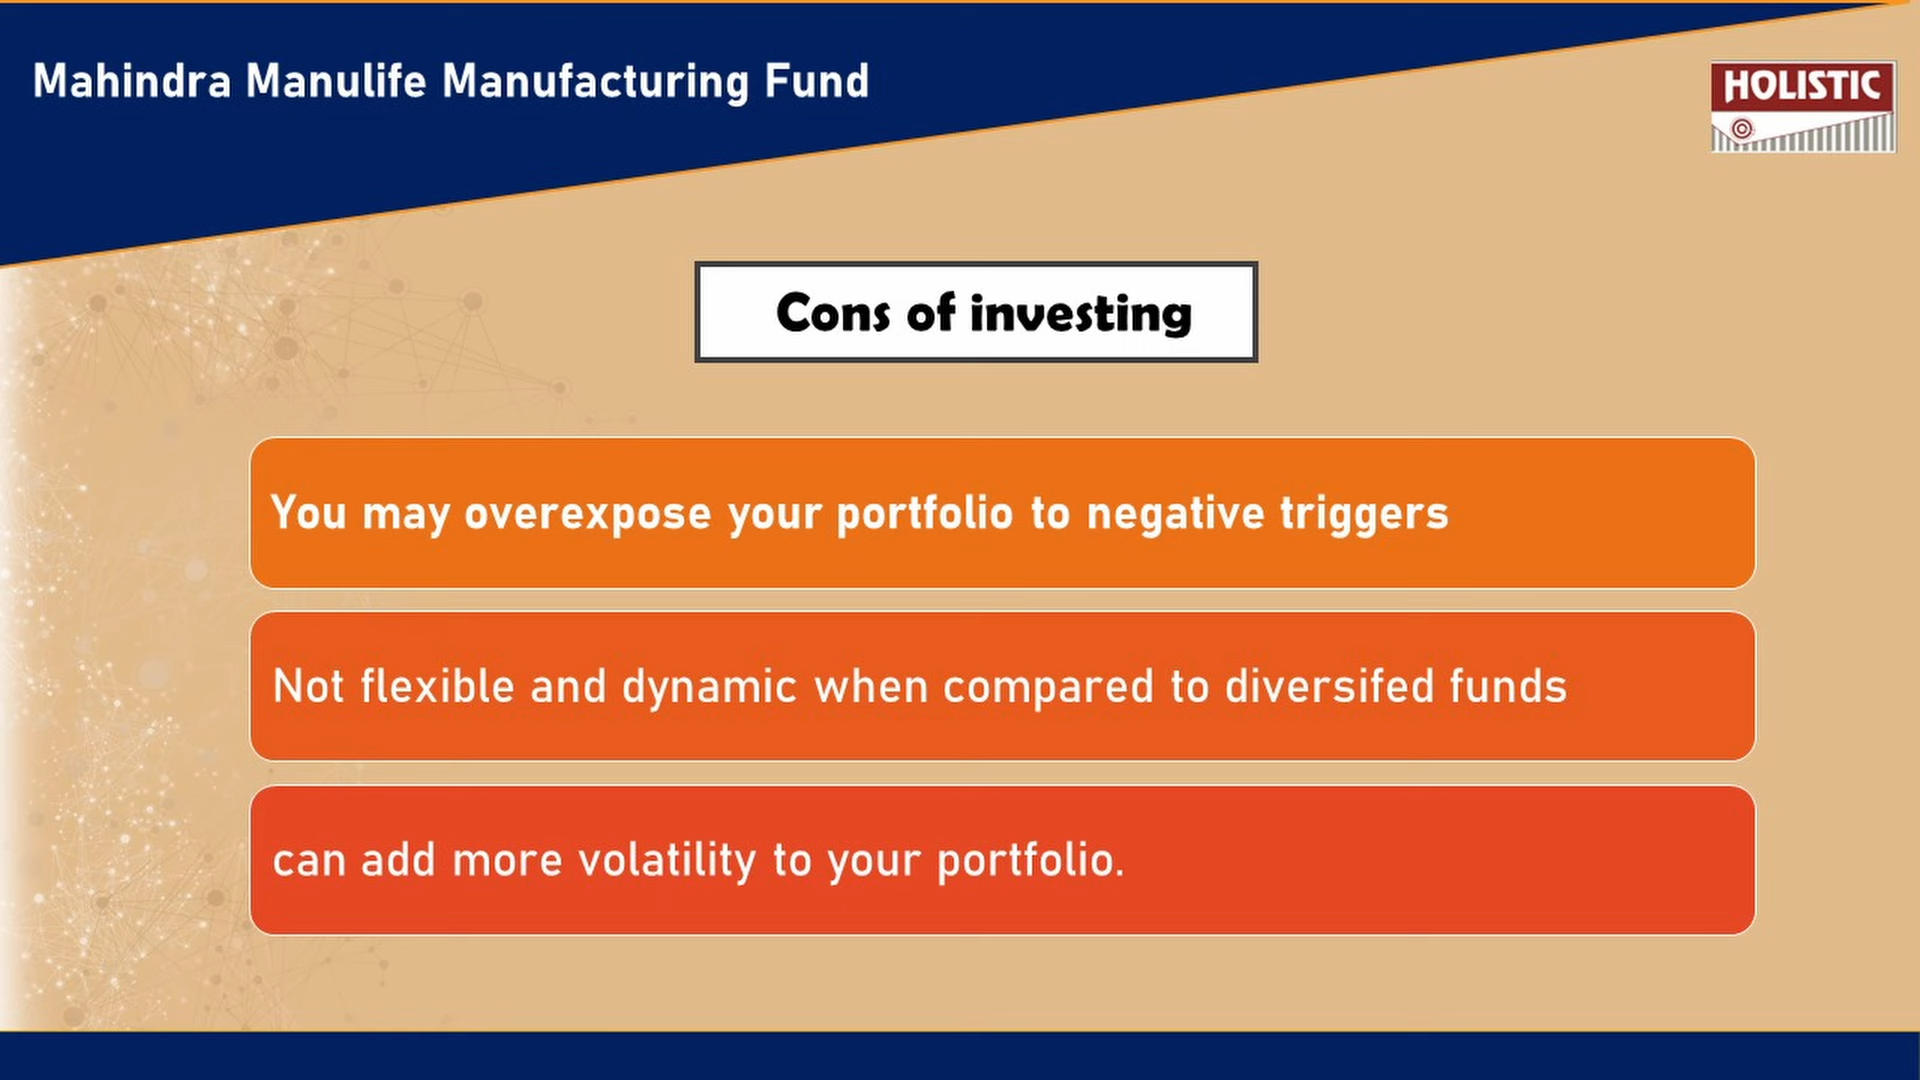 Mahindra Manulife Manufacturing Fund
HOLISTIC
Cons of investing
You may overexpose your portfolio to negative triggers
Not flexible and dynamic when compared to diversifed funds
can add more volatility to your portfolio.